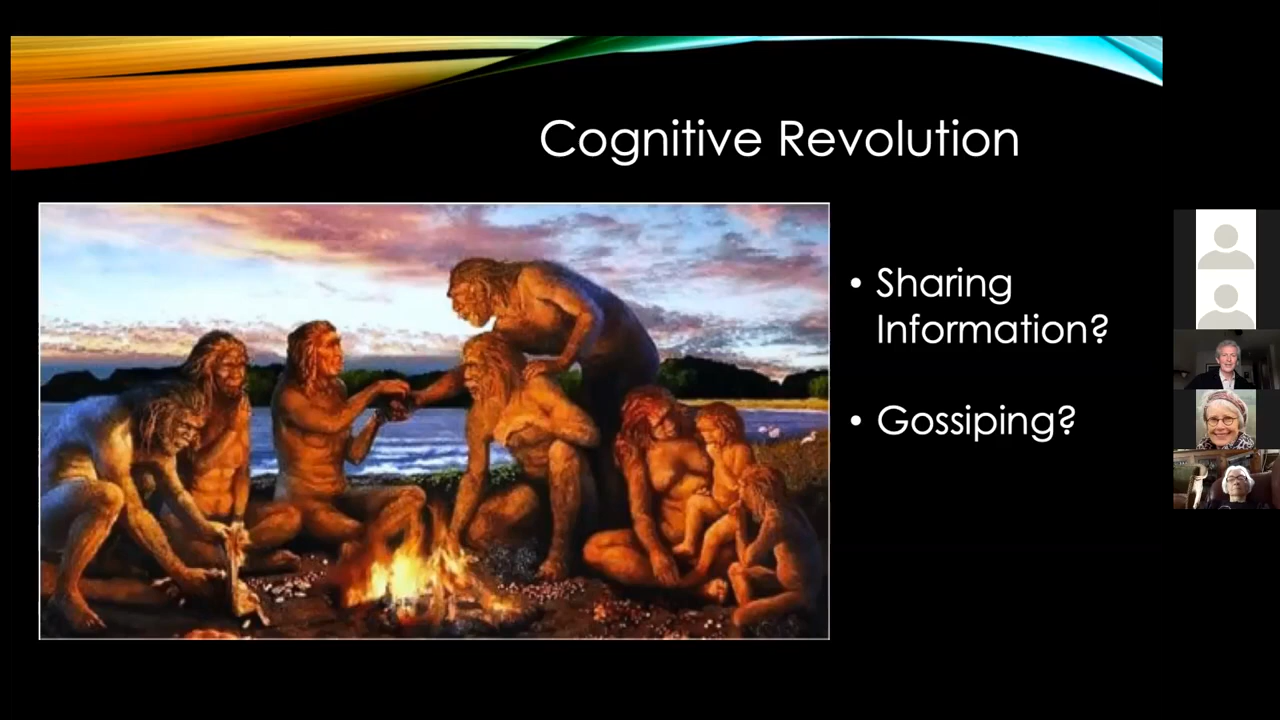 Cognitive Revolution
• Sharing
Information?
• Gossiping?